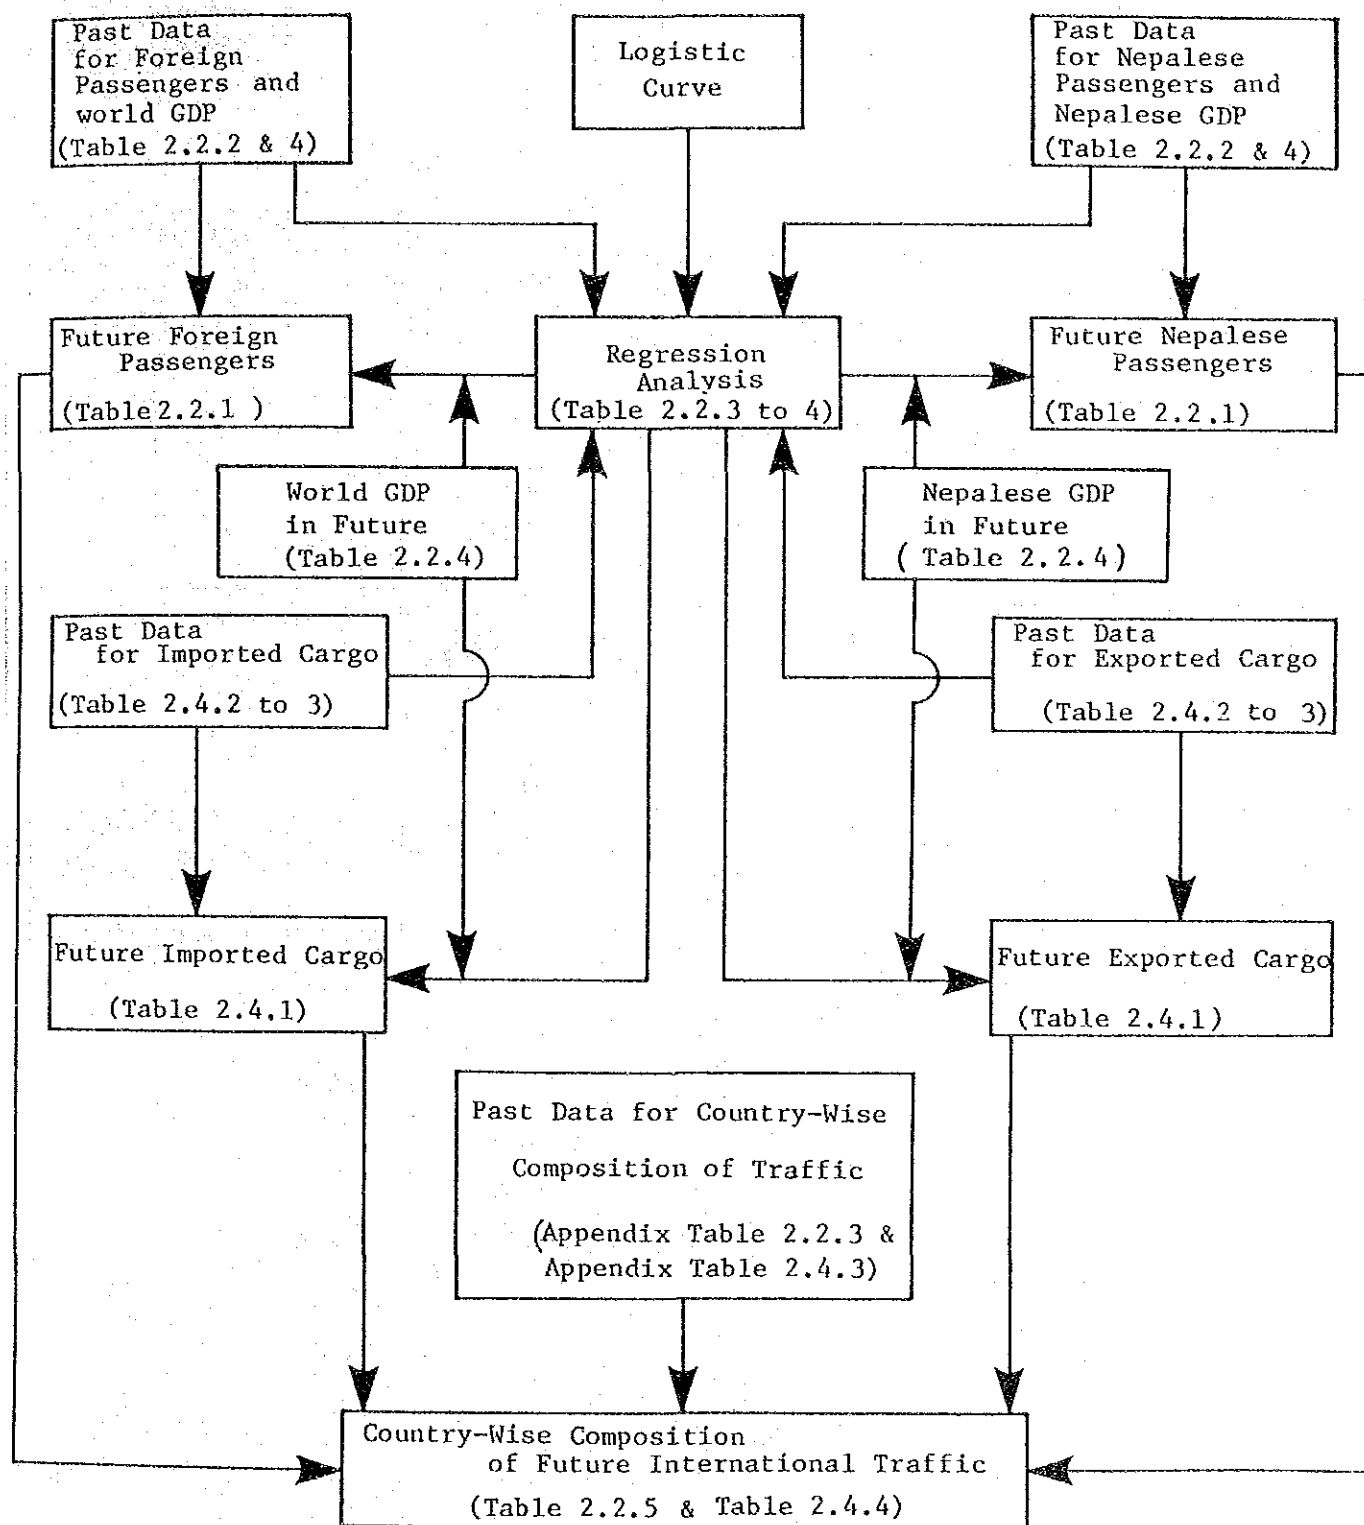 Past Data
for Foreign
Passengers and
world GDP
(Table 2.2.2 & 4)
Logistic
Curve
Past Data
for Nepalese
Passengers and
Nepalese GDP
(Table 2.2.2 & 4)
Future Foreign
Passengers
(Table 2.2.1 )
Regression
Analysis
(Table 2.2.3 to 4)
Future Nepalese
Passengers
(Table 2.2.1)
World GDP
in Future
(Table 2.2.4)
Nepalese GDP
in Future
( Table 2.2.4)
Past Data
for Imported Cargo
(Table 2.4.2 to 3)
Past Data
for Exported Cargo
(Table 2.4.2 to 3)
Future Imported Cargo
(Table 2.4.1)
Future Exported Cargo
(Table 2.4.1)
Past Data for Country-Wise
Composition of Traffic
(Appendix Table 2.2.3 &
Appendix Table 2.4.3)
Country-Wise Composition
of Future International Traffic
(Table 2.2.5 & Table 2.4.4)